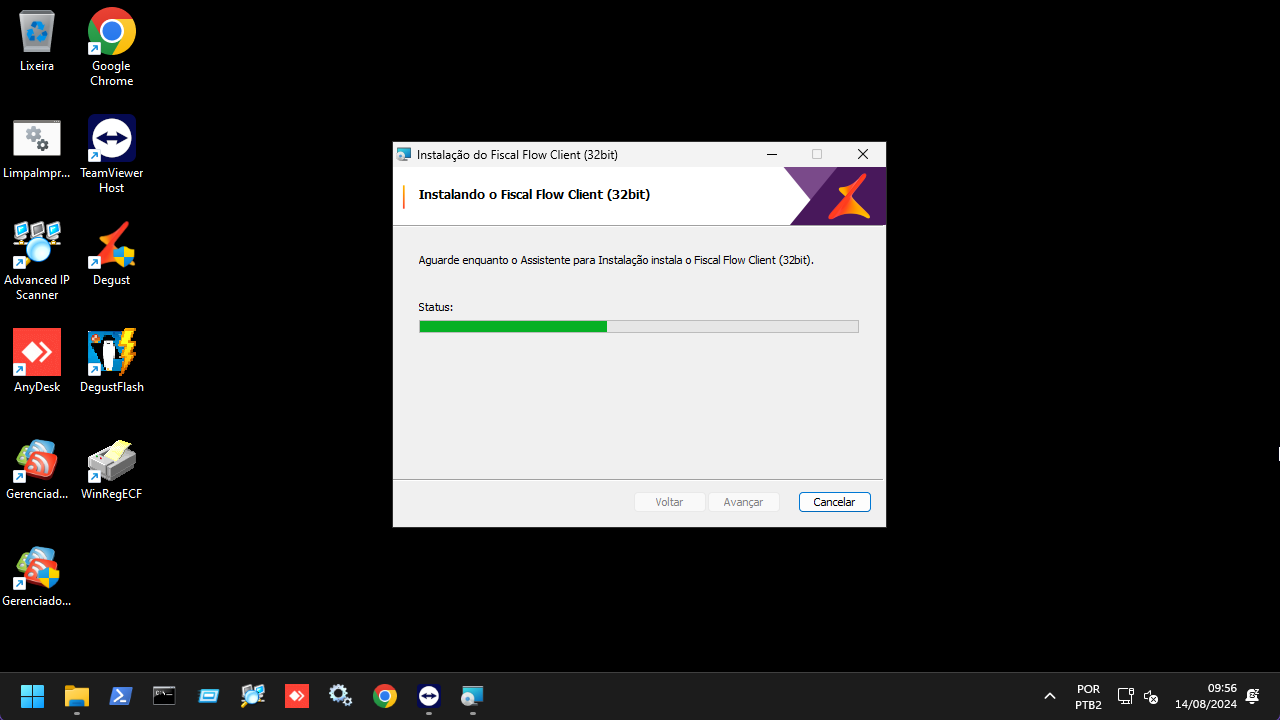 Lixeira
Google
Chrome
LimpaImpr...
TeamViewer
Host
Advanced IP
Scanner
Degust
AnyDesk
DegustFlash
Gerenciad...
WinRegECF
Gerenciado...
Instalação do Fiscal Flow Client (32bit)
Instalando o Fiscal Flow Client (32bit)
Aguarde enquanto o Assistente para Instalação instala o Fiscal Flow Client (32bit).
Status:
Voltar
Avançar
Cancelar
POR
PTB2
09:56
14/08/2024